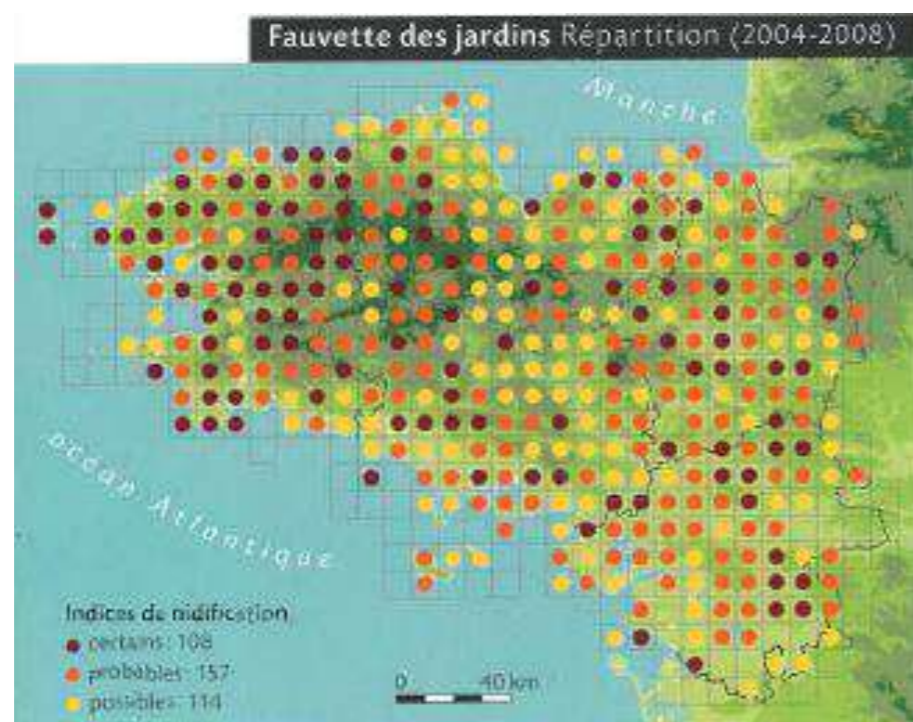 Fauvette des jardins Répartition (2004-2008)
Manche
océan Atlantique
Indices de nidification
certains: 108
probables: 157
possibles: 114
0 40 km